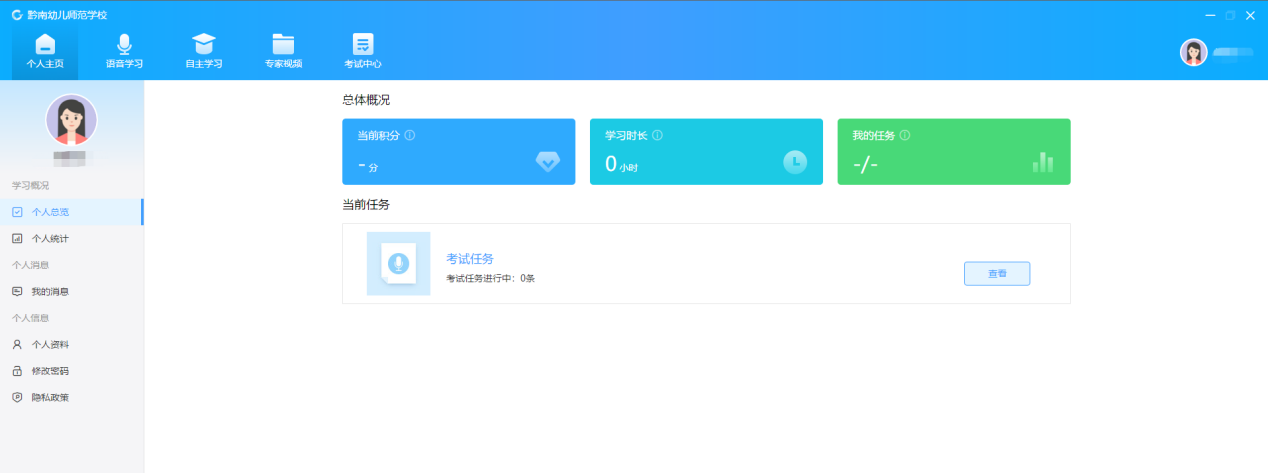 黔南幼儿师范学校
个人主页
语音学习
自主学习
专家视频
考试中心
学习概况
个人总览
个人统计
个人消息
我的消息
个人信息
个人资料
修改密码
隐私政策
总体概况
当前积分
- 分
学习时长
0 小时
我的任务
-/-
当前任务
考试任务
考试任务进行中：0条
查看